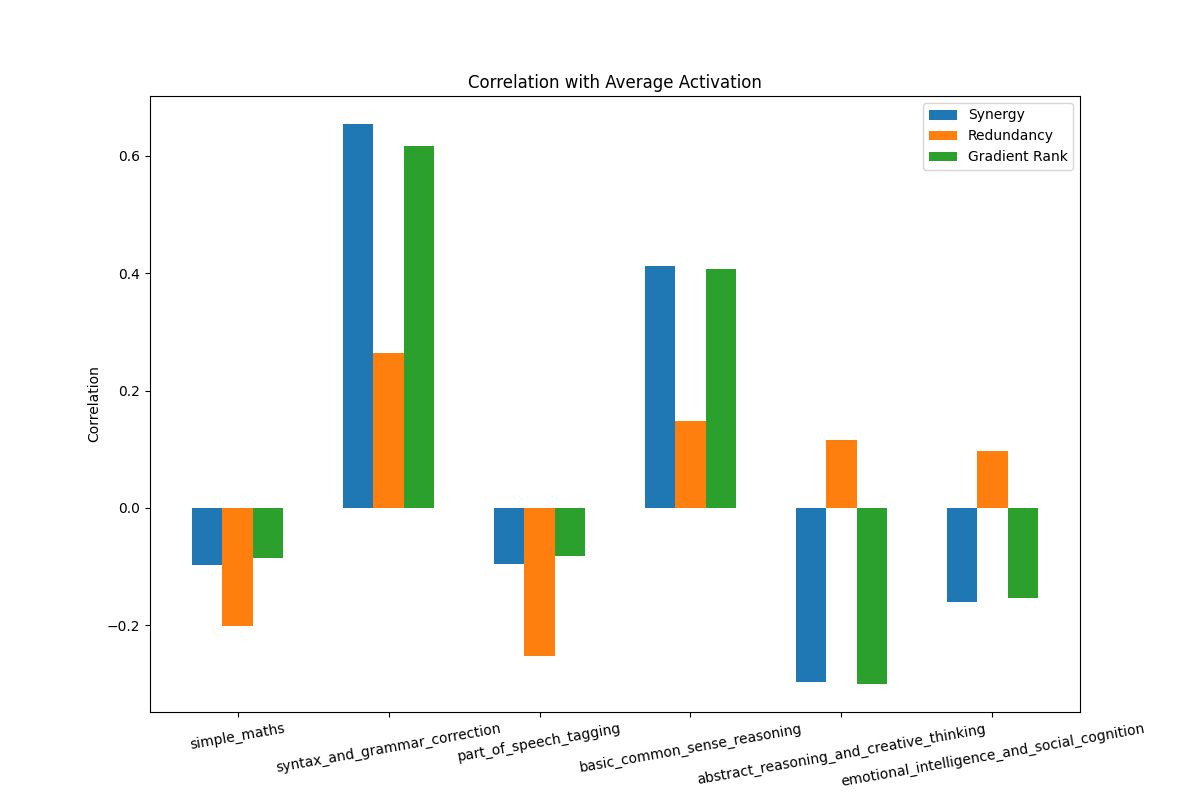 Correlation with Average Activation
Synergy
Redundancy
Gradient Rank
Correlation
0.6
0.4
0.2
0.0
−0.2
simple_maths
syntax_and_grammar_correction
part_of_speech_tagging
basic_common_sense_reasoning
abstract_reasoning_and_creative_thinking
emotional_intelligence_and_social_cognition